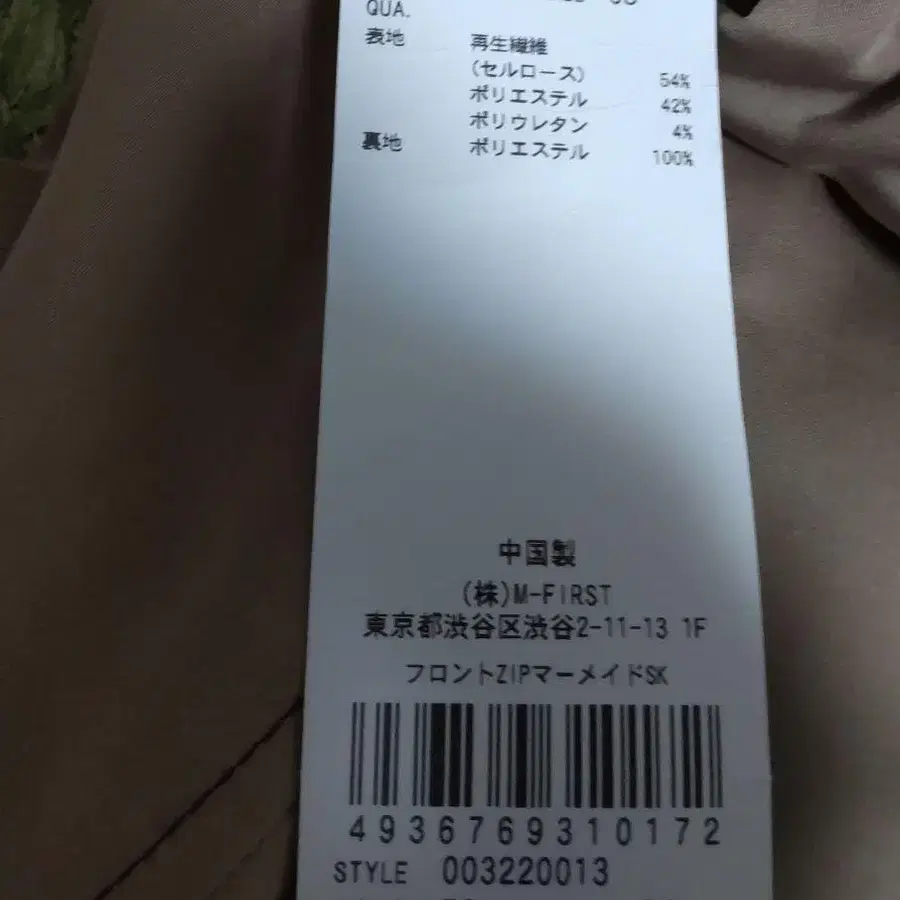 QUA.
表地 再生繊維
(セルロース) 54%
ポリエステル 42%
ポリウレタン 4%
裏地 ポリエステル 100%
中国製
(株)M-FIRST
東京都渋谷区渋谷2-11-13 1F
フロントZIPマーメイドSK
4936769310172
STYLE 003220013